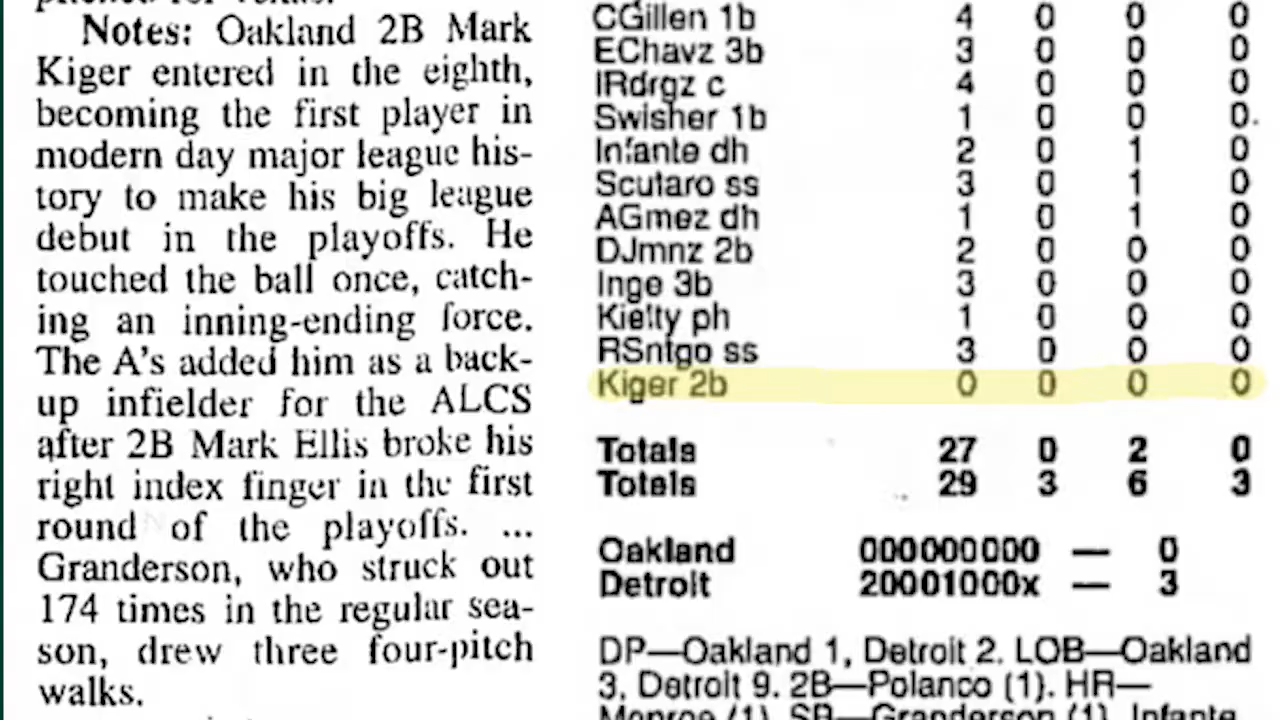 Notes: Oakland 2B Mark
Kiger entered in the eighth,
becoming the first player in
modern day major league his-
tory to make his big league
debut in the playoffs. He
touched the ball once, catch-
ing an inning-ending force.
The A's added him as a back-
up infielder for the ALCS
after 2B Mark Ellis broke his
right index finger in the first
round of the playoffs. ...
Granderson, who struck out
174 times in the regular sea-
son, drew three four-pitch
walks.
CGillen 1b 4 0 0 0
EChavz 3b 3 0 0 0
IRdrgz c 4 0 0 0
Swisher 1b 1 0 0 0
Infante dh 2 0 1 0
Scutaro ss 3 0 1 0
AGmez dh 1 0 1 0
DJmnz 2b 2 0 0 0
Inge 3b 3 0 0 0
Kielty ph 1 0 0 0
RSntgo ss 3 0 0 0
Kiger 2b 0 0 0 0
Totals 27 0 2 0
Totals 29 3 6 3
Oakland 000000000 — 0
Detroit 20001000x — 3
DP—Oakland 1, Detroit 2. LOB—Oakland
3, Detroit 9. 2B—Polanco (1). HR—
Monroe (1). SB—Granderson (1), Infante